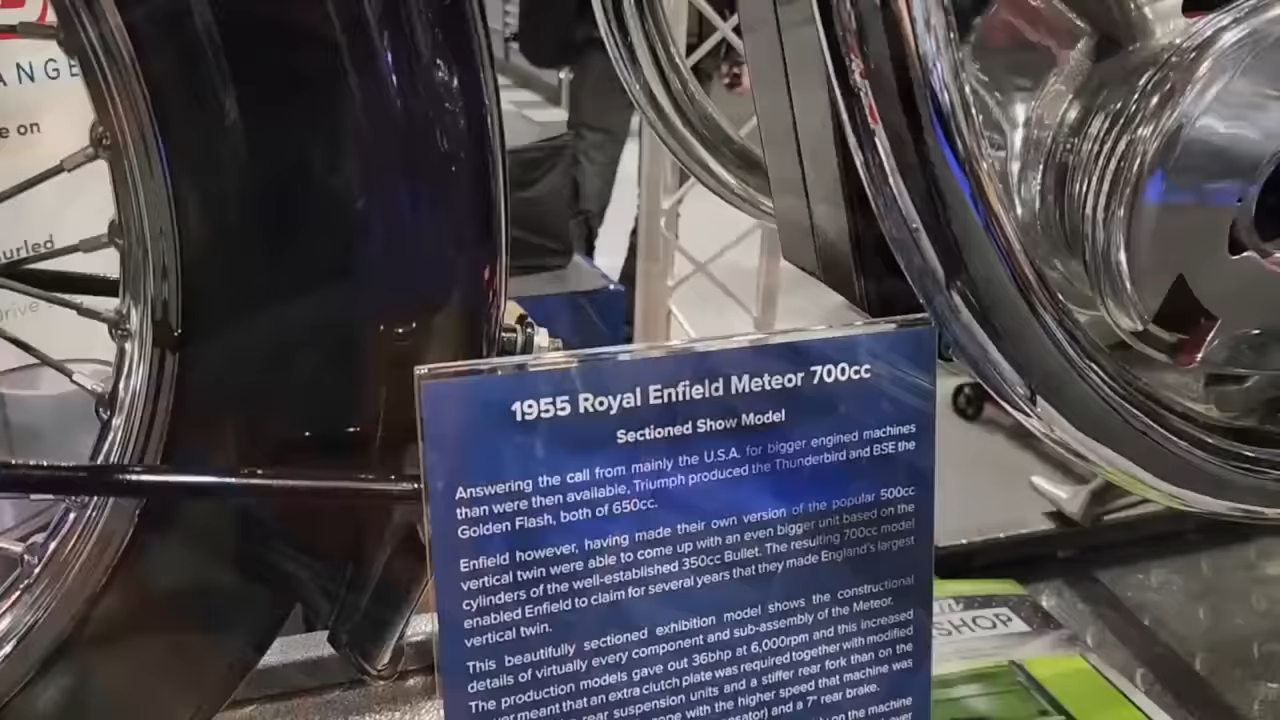 ANGE
e on
urled
Drive
1955 Royal Enfield Meteor 700cc
Sectioned Show Model
Answering the call from mainly the U.S.A. for bigger engined machines
than were then available, Triumph produced the Thunderbird and BSE the
Golden Flash, both of 650cc.
Enfield however, having made their own version of the popular 500cc
vertical twin were able to come up with an even bigger unit based on the
cylinders of the well-established 350cc Bullet. The resulting 700cc model
enabled Enfield to claim for several years that they made England's largest
vertical twin.
This beautifully sectioned exhibition model shows the constructional
details of virtually every component and sub-assembly of the Meteor.
The production models gave out 36bhp at 6,000rpm and this increased
meant that an extra clutch plate was required together with modified
rear suspension units and a stiffer rear fork than on the
with the higher speed that machine was
and a 7" rear brake.
on the machine
SHOP